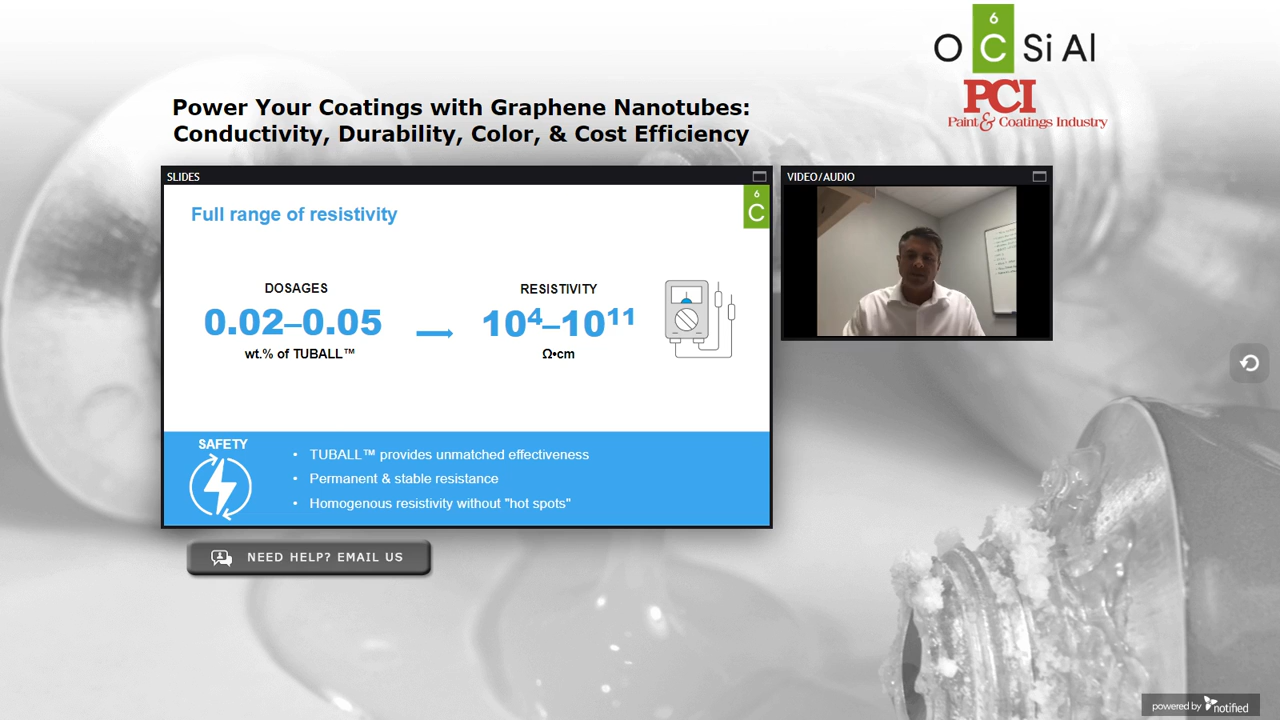 6
O C Si Al
PCI
Paint & Coatings Industry
Power Your Coatings with Graphene Nanotubes:
Conductivity, Durability, Color, & Cost Efficiency
SLIDES
VIDEO/AUDIO
6
C
Full range of resistivity
DOSAGES
RESISTIVITY
0.02–0.05
10⁴–10¹¹
wt.% of TUBALL™
Ω•cm
SAFETY
• TUBALL™ provides unmatched effectiveness
• Permanent & stable resistance
• Homogenous resistivity without "hot spots"
NEED HELP? EMAIL US
powered by notified